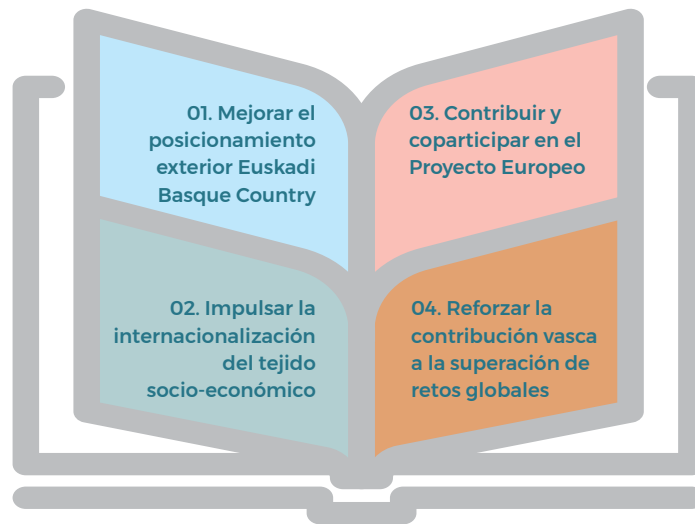 01. Mejorar el
posicionamiento
exterior Euskadi
Basque Country
02. Impulsar la
internacionalización
del tejido
socio-económico
03. Contribuir y
coparticipar en el
Proyecto Europeo
04. Reforzar la
contribución vasca
a la superación de
retos globales